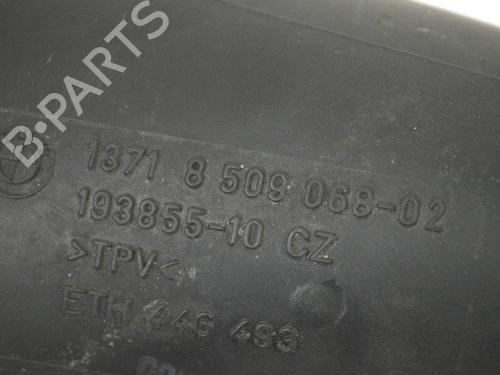 B-PARTS
1371 8 509 068-02
193855-10 CZ
>TPV<
ETH 446 493